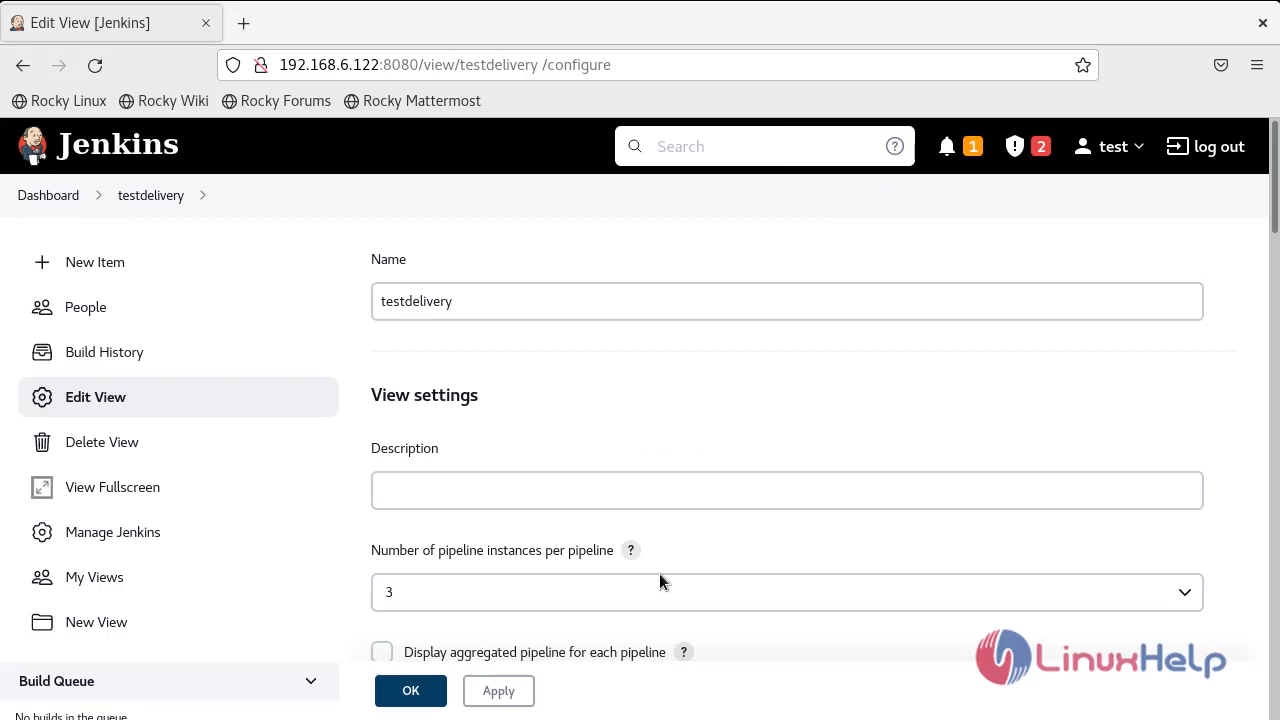 Edit View [Jenkins]
192.168.6.122:8080/view/testdelivery /configure
Rocky Linux Rocky Wiki Rocky Forums Rocky Mattermost
Jenkins Search ? 1 2 test log out
Dashboard testdelivery
New Item
People
Build History
Edit View
Delete View
View Fullscreen
Manage Jenkins
My Views
New View
Build Queue
No builds in the queue.
Name
testdelivery
View settings
Description
Number of pipeline instances per pipeline ?
3
Display aggregated pipeline for each pipeline ?
OK Apply
LinuxHelp